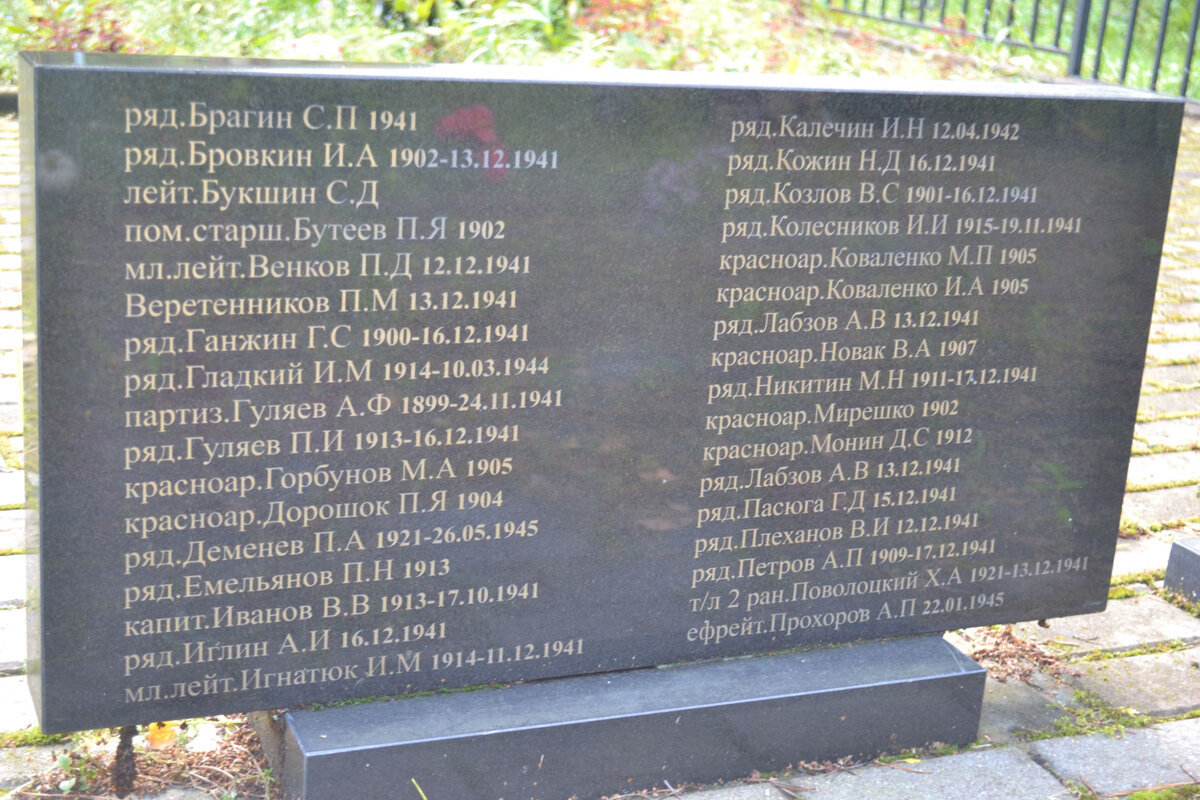 ряд.Брагин С.П 1941
ряд.Бровкин И.А 1902-13.12.1941
лейт.Букшин С.Д
пом.старш.Бутеев П.Я 1902
мл.лейт.Венков П.Д 12.12.1941
Веретенников П.М 13.12.1941
ряд.Ганжин Г.С 1900-16.12.1941
ряд.Гладкий И.М 1914-10.03.1944
партиз.Гуляев А.Ф 1899-24.11.1941
ряд.Гуляев П.И 1913-16.12.1941
красноар.Горбунов М.А 1905
красноар.Дорошок П.Я 1904
ряд.Деменев П.А 1921-26.05.1945
ряд.Емельянов П.Н 1913
капит.Иванов В.В 1913-17.10.1941
ряд.Иглин А.И 16.12.1941
мл.лейт.Игнатюк И.М 1914-11.12.1941
ряд.Калечин И.Н 12.04.1942
ряд.Кожин Н.Д 16.12.1941
ряд.Козлов В.С 1901-16.12.1941
ряд.Колесников И.И 1915-19.11.1941
красноар.Коваленко М.П 1905
красноар.Коваленко И.А 1905
ряд.Лабзов А.В 13.12.1941
красноар.Новак В.А 1907
ряд.Никитин М.Н 1911-17.12.1941
красноар.Мирешко 1902
красноар.Монин Д.С 1912
ряд.Лабзов А.В 13.12.1941
ряд.Пасюга Г.Д 15.12.1941
ряд.Плеханов В.И 12.12.1941
ряд.Петров А.П 1909-17.12.1941
т/л 2 ран.Поволоцкий Х.А 1921-13.12.1941
ефрейт.Прохоров А.П 22.01.1945